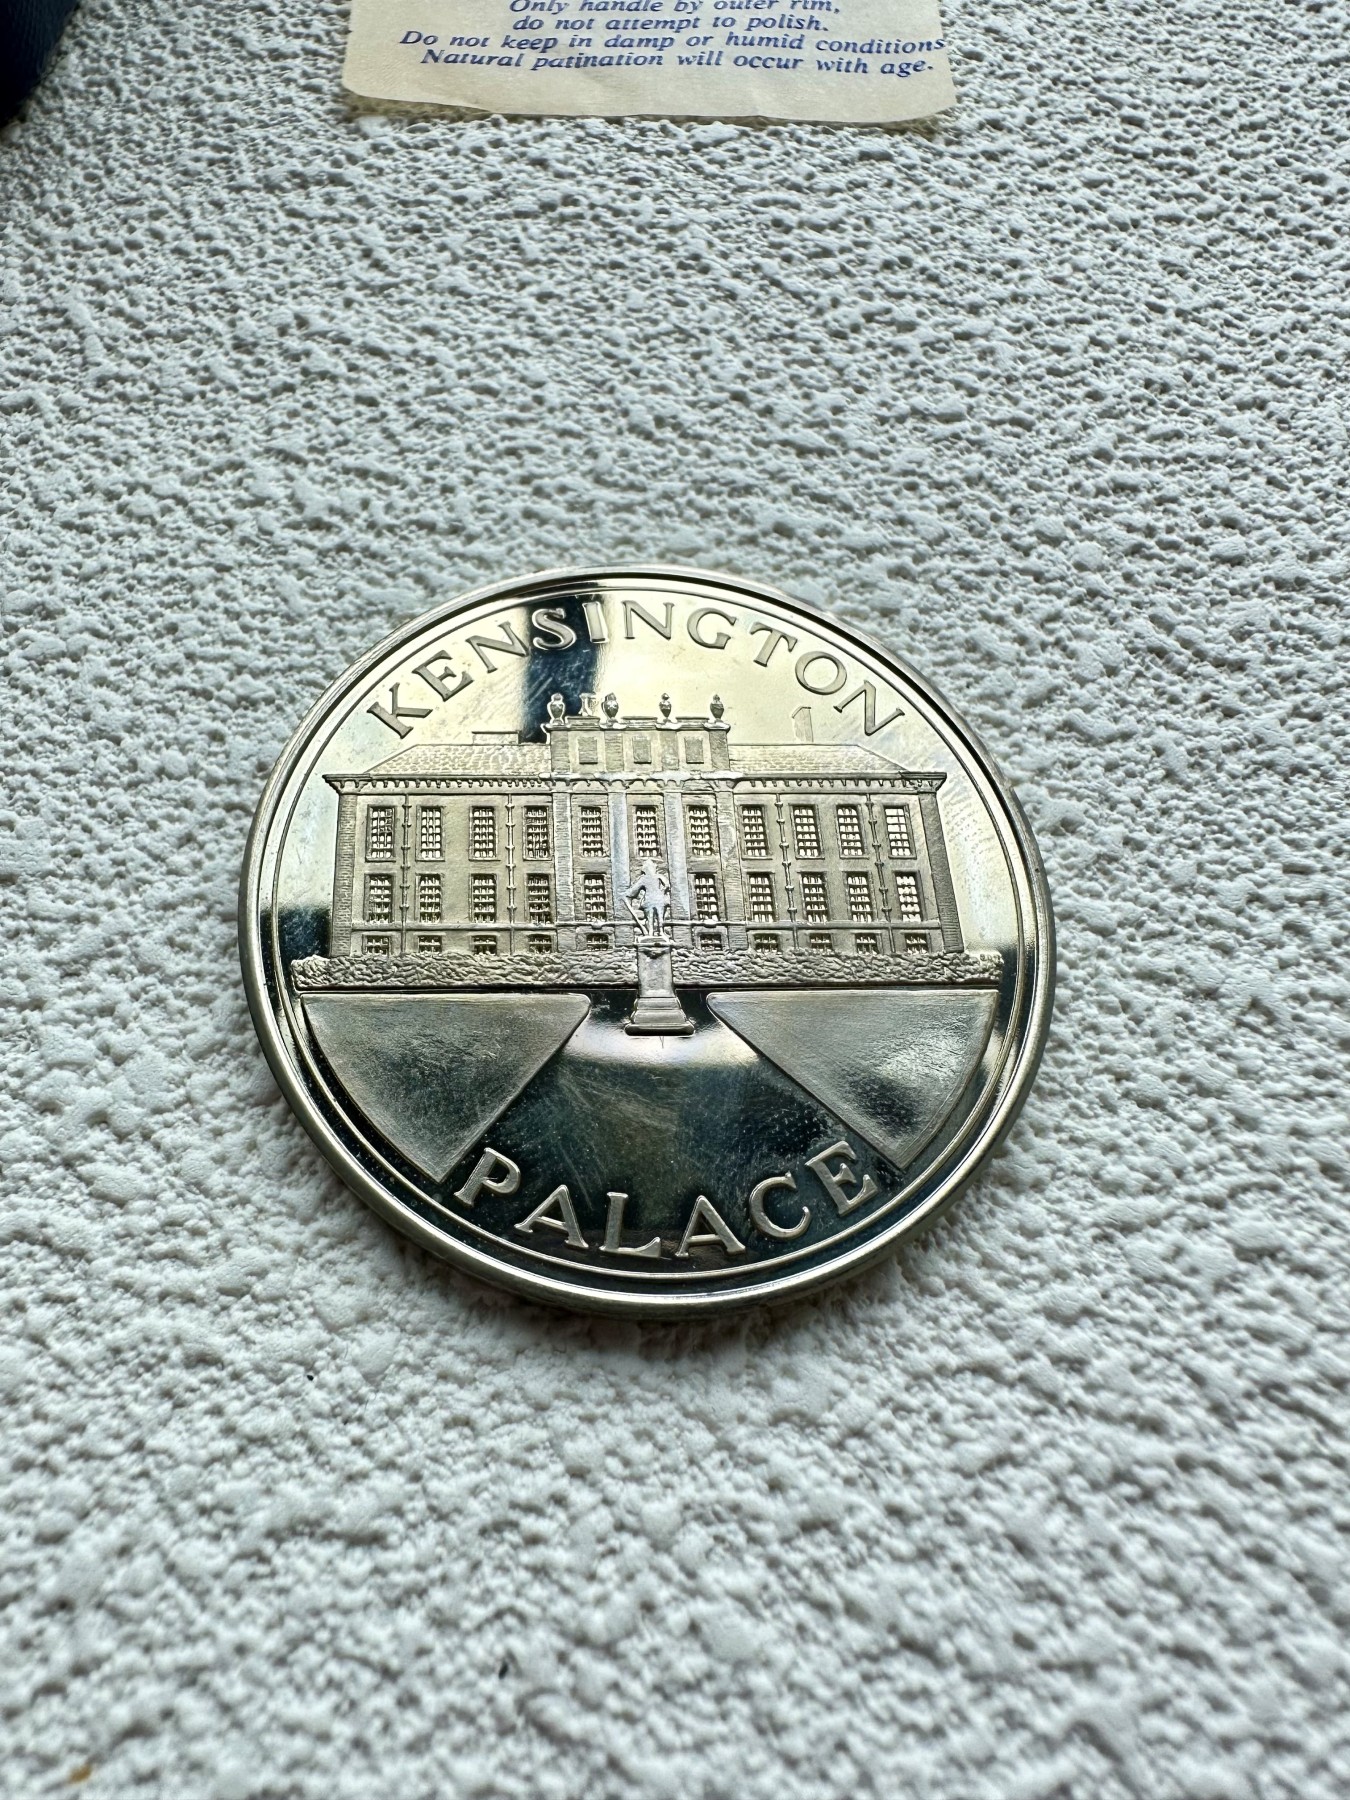 Only handle by outer rim,
do not attempt to polish.
Do not keep in damp or humid conditions
Natural patination will occur with age.
KENSINGTON
PALACE